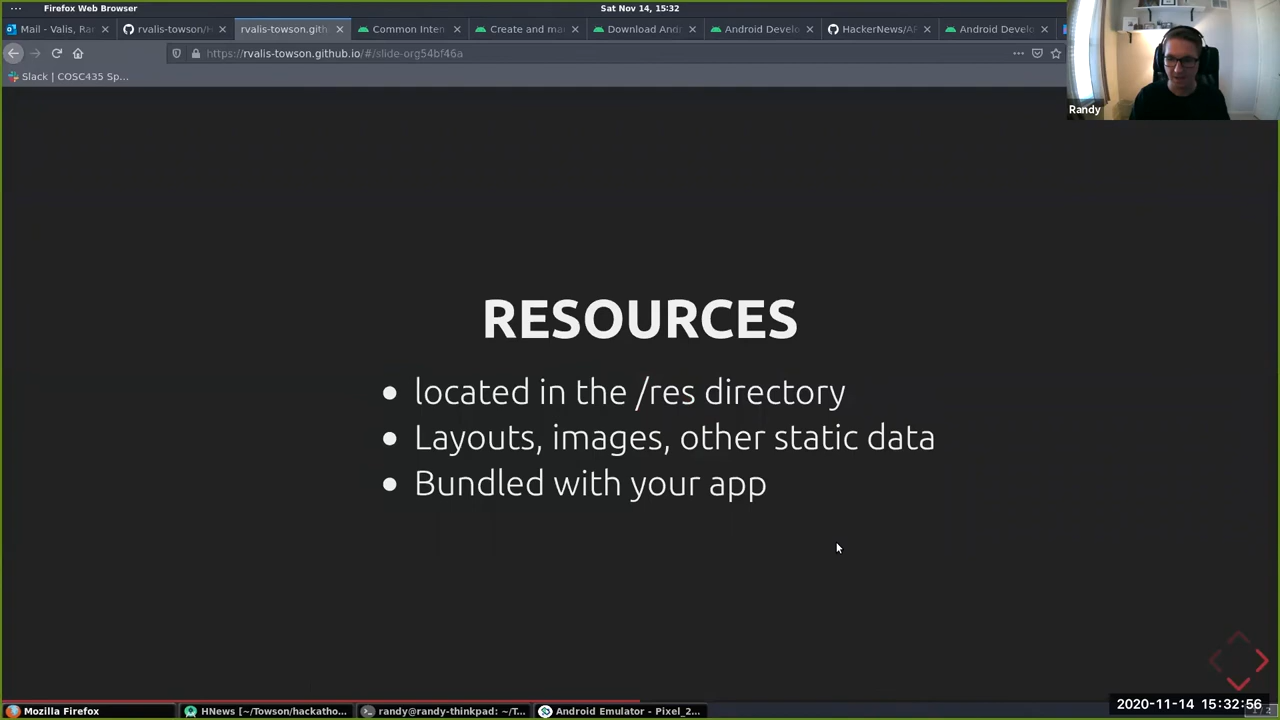 Firefox Web Browser
Sat Nov 14, 15:32
Mail - Valis, Ra
rvalis-towson/H
rvalis-towson.gith
Common Inte
Create and ma
Download And
Android Develo
HackerNews/AP
Android Develo
https://rvalis-towson.github.io/#/slide-org54bf46a
Slack | COSC435 Sp...
Randy
RESOURCES
located in the /res directory
Layouts, images, other static data
Bundled with your app
Mozilla Firefox
HNews [~/Towson/hackatho...
randy@randy-thinkpad: ~/T...
Android Emulator - Pixel_2...
2020-11-14 15:32:56